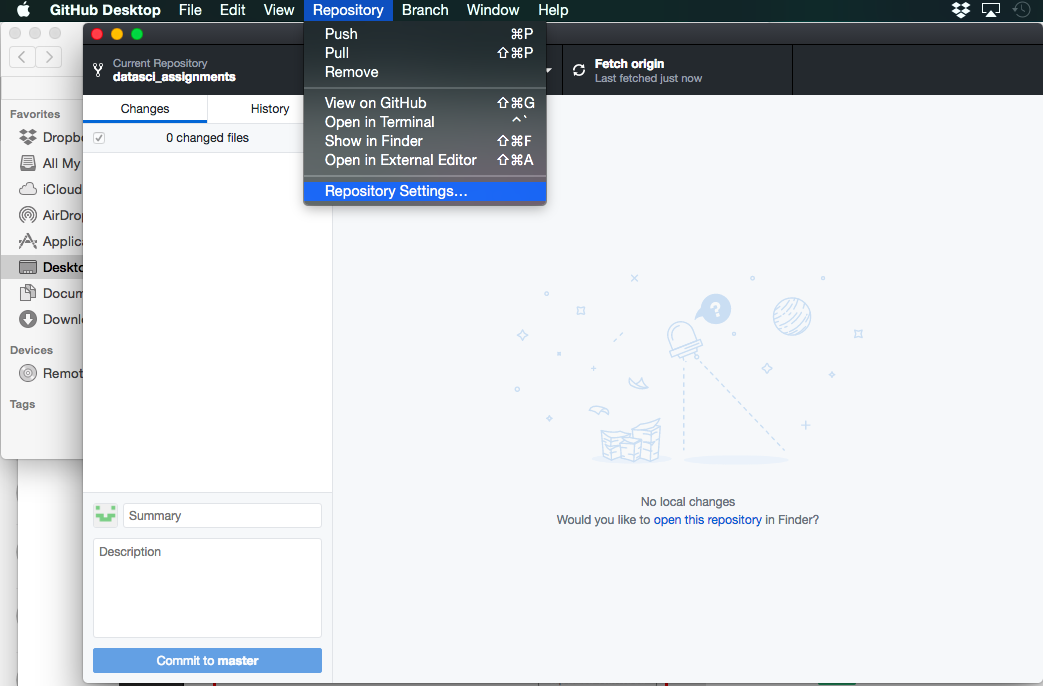 GitHub Desktop File Edit View Repository Branch Window Help
Push ⌘P
Pull ⇧⌘P
Remove
View on GitHub ⇧⌘G
Open in Terminal ⌃`
Show in Finder ⇧⌘F
Open in External Editor ⇧⌘A
Repository Settings...
Current Repository
datasci_assignments
Fetch origin
Last fetched just now
Changes History
0 changed files
Favorites
Dropb
All My
iCloud
AirDro
Applica
Deskto
Docum
Downl
Devices
Remot
Tags
?
No local changes
Would you like to open this repository in Finder?
Summary
Description
Commit to master